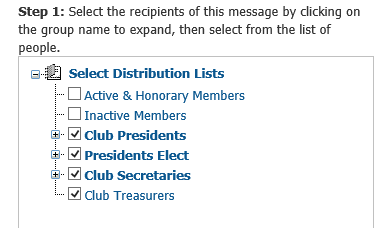 Step 1: Select the recipients of this message by clicking on
the group name to expand, then select from the list of
people.
Select Distribution Lists
Active & Honorary Members
Inactive Members
Club Presidents
Presidents Elect
Club Secretaries
Club Treasurers